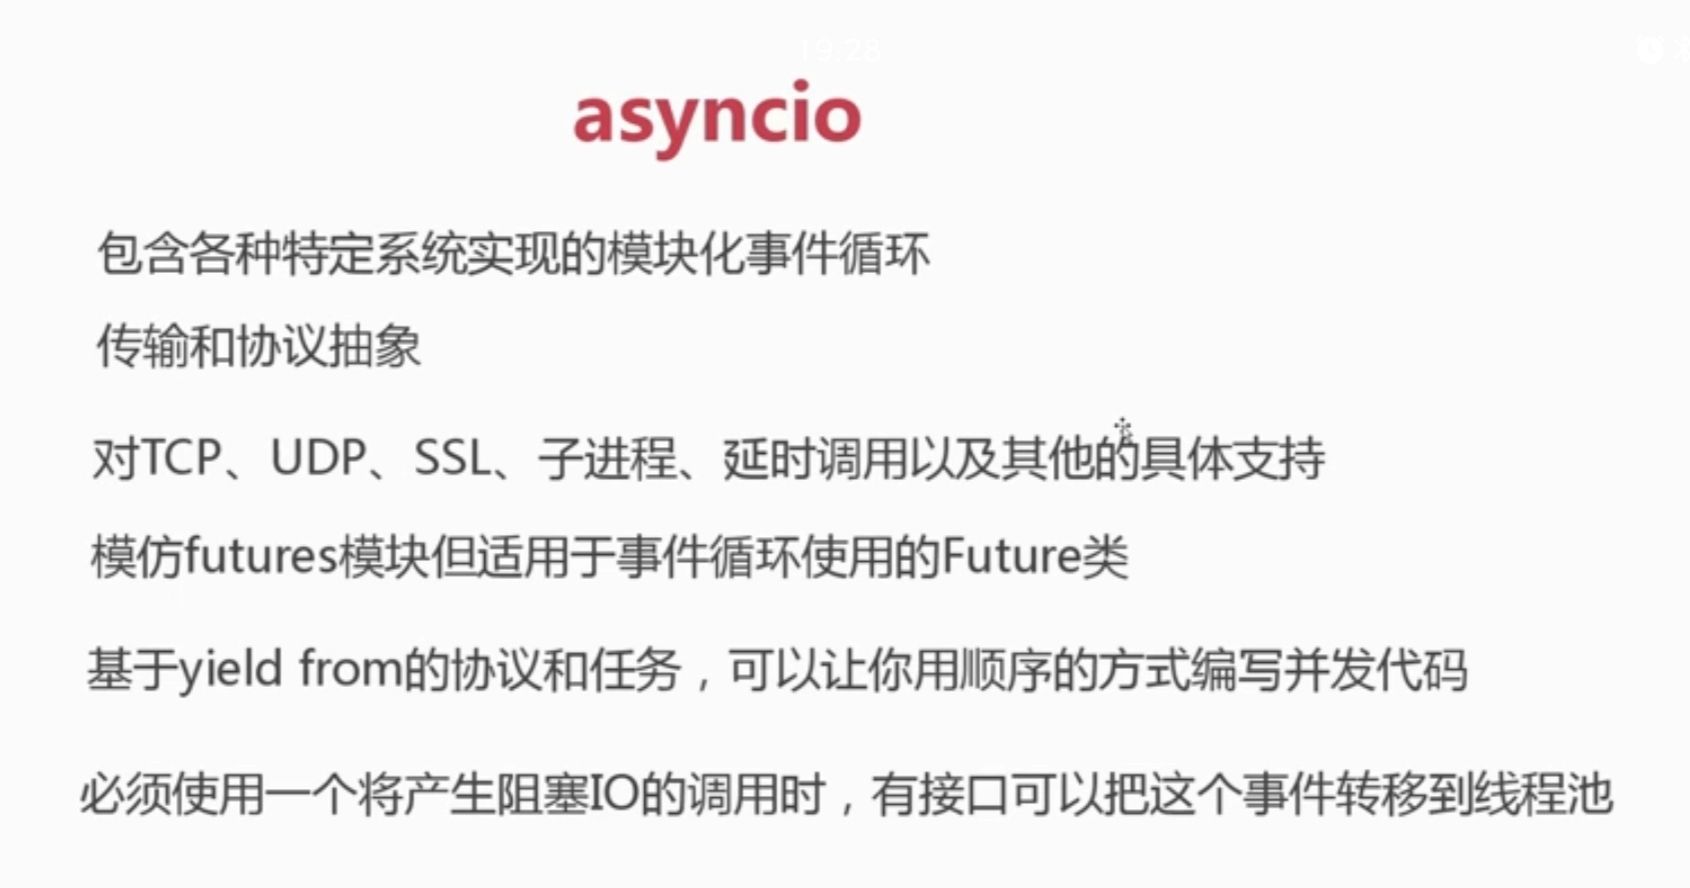 19:28
asyncio
包含各种特定系统实现的模块化事件循环
传输和协议抽象
对TCP、UDP、SSL、子进程、延时调用以及其他的具体支持
模仿futures模块但适用于事件循环使用的Future类
基于yield from的协议和任务，可以让你用顺序的方式编写并发代码
必须使用一个将产生阻塞IO的调用时，有接口可以把这个事件转移到线程池